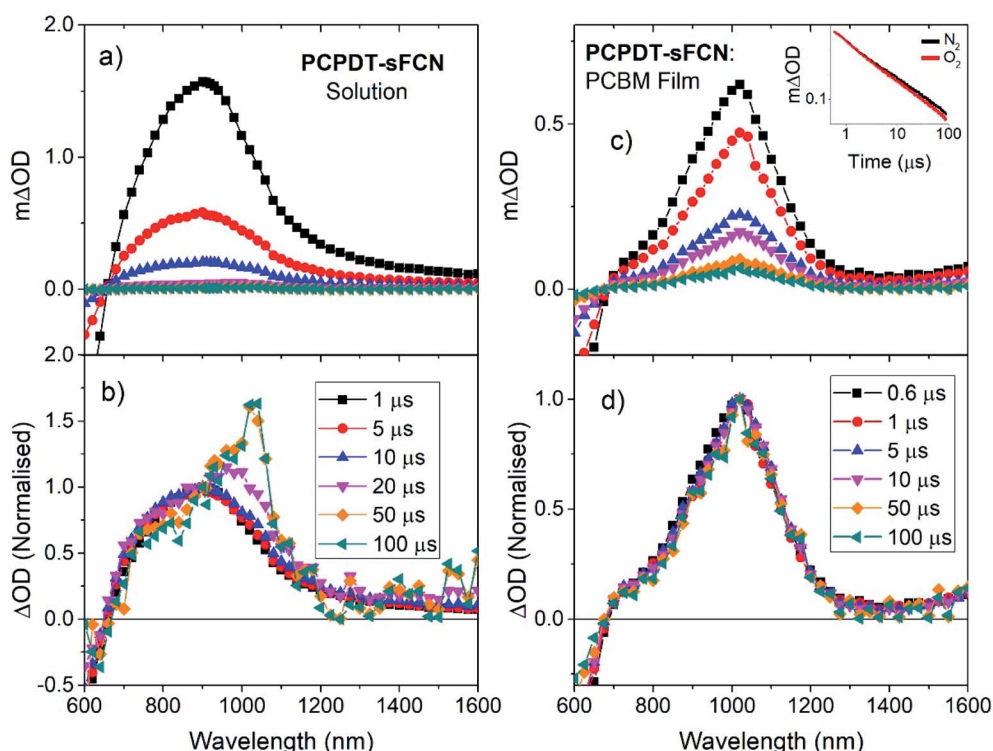 a)
PCPDT-sFCN
Solution
mΔOD
2.0
1.0
0.0
2.0
b)
1 μs
5 μs
10 μs
20 μs
50 μs
100 μs
ΔOD (Normalised)
1.5
1.0
0.5
0.0
-0.5
600 800 1000 1200 1400 1600
Wavelength (nm)
PCPDT-sFCN:
PCBM Film
c)
mΔOD
0.5
0.0
N2
O2
mΔOD
0.1
1 10 100
Time (μs)
d)
0.6 μs
1 μs
5 μs
10 μs
50 μs
100 μs
ΔOD (Normalised)
1.0
0.5
0.0
600 800 1000 1200 1400 1600
Wavelength (nm)